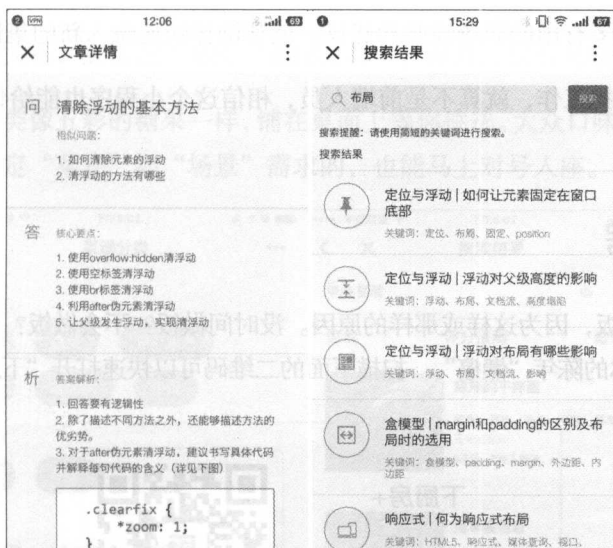 VPN
12:06
69
文章详情
问
清除浮动的基本方法
相似问题:
1. 如何清除元素的浮动
2. 清浮动的方法有哪些
答
核心要点:
1. 使用overflow:hidden清浮动
2. 使用空标签清浮动
3. 使用br标签清浮动
4. 利用after伪元素清浮动
5. 让父级发生浮动，实现清浮动
析
答案解析:
1. 回答要有逻辑性
2. 除了描述不同方法之外，还能够描述方法的
优劣势。
3. 对于after伪元素清浮动，建议书写具体代码
并解释每句代码的含义（详见下图）
.clearfix {
*zoom: 1;
}
15:29
67
搜索结果
布局
搜索
搜索提醒：请使用简短的关键词进行搜索。
搜索结果
定位与浮动 | 如何让元素固定在窗口
底部
关键词：定位、布局、固定、position
定位与浮动 | 浮动对父级高度的影响
关键词：浮动、布局、文档流、高度塌陷
定位与浮动 | 浮动对布局有哪些影响
关键词：浮动、布局、文档流、影响
盒模型 | margin和padding的区别及布
局时的选用
关键词：盒模型、padding、margin、外边距、内
边距
响应式 | 何为响应式布局
关键词：HTML5、响应式、媒体查询、视口、